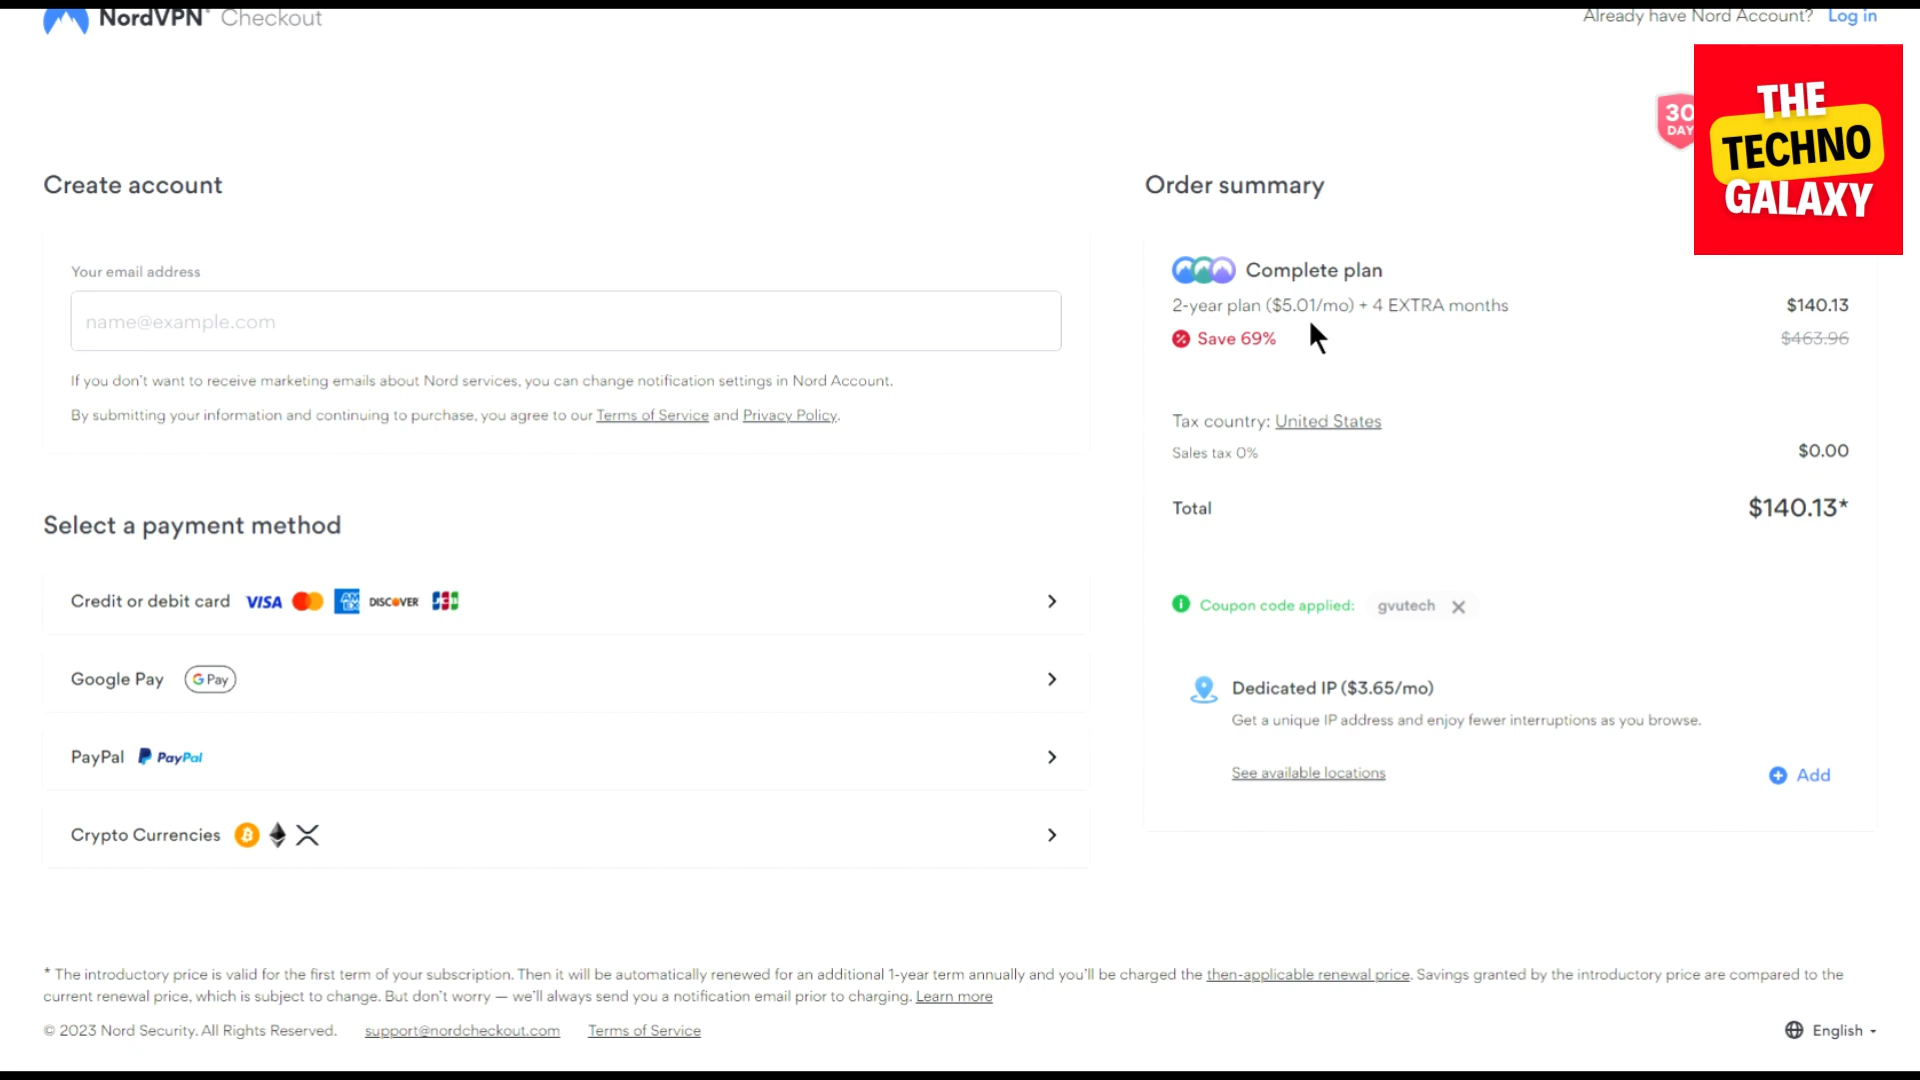 NordVPN® Checkout
Already have Nord Account? Log in
30
DAY
THE
TECHNO
GALAXY
Create account
Your email address
name@example.com
If you don't want to receive marketing emails about Nord services, you can change notification settings in Nord Account.
By submitting your information and continuing to purchase, you agree to our Terms of Service and Privacy Policy.
Select a payment method
Credit or debit card VISA AM EX DISCOVER JCB
Google Pay G Pay
PayPal PayPal
Crypto Currencies
Order summary
Complete plan
2-year plan ($5.01/mo) + 4 EXTRA months $140.13
Save 69% $463.96
Tax country: United States
Sales tax 0% $0.00
Total $140.13*
Coupon code applied: gvutech
Dedicated IP ($3.65/mo)
Get a unique IP address and enjoy fewer interruptions as you browse.
See available locations
Add
* The introductory price is valid for the first term of your subscription. Then it will be automatically renewed for an additional 1-year term annually and you'll be charged the then-applicable renewal price. Savings granted by the introductory price are compared to the
current renewal price, which is subject to change. But don't worry — we'll always send you a notification email prior to charging. Learn more
© 2023 Nord Security. All Rights Reserved. support@nordcheckout.com Terms of Service
English